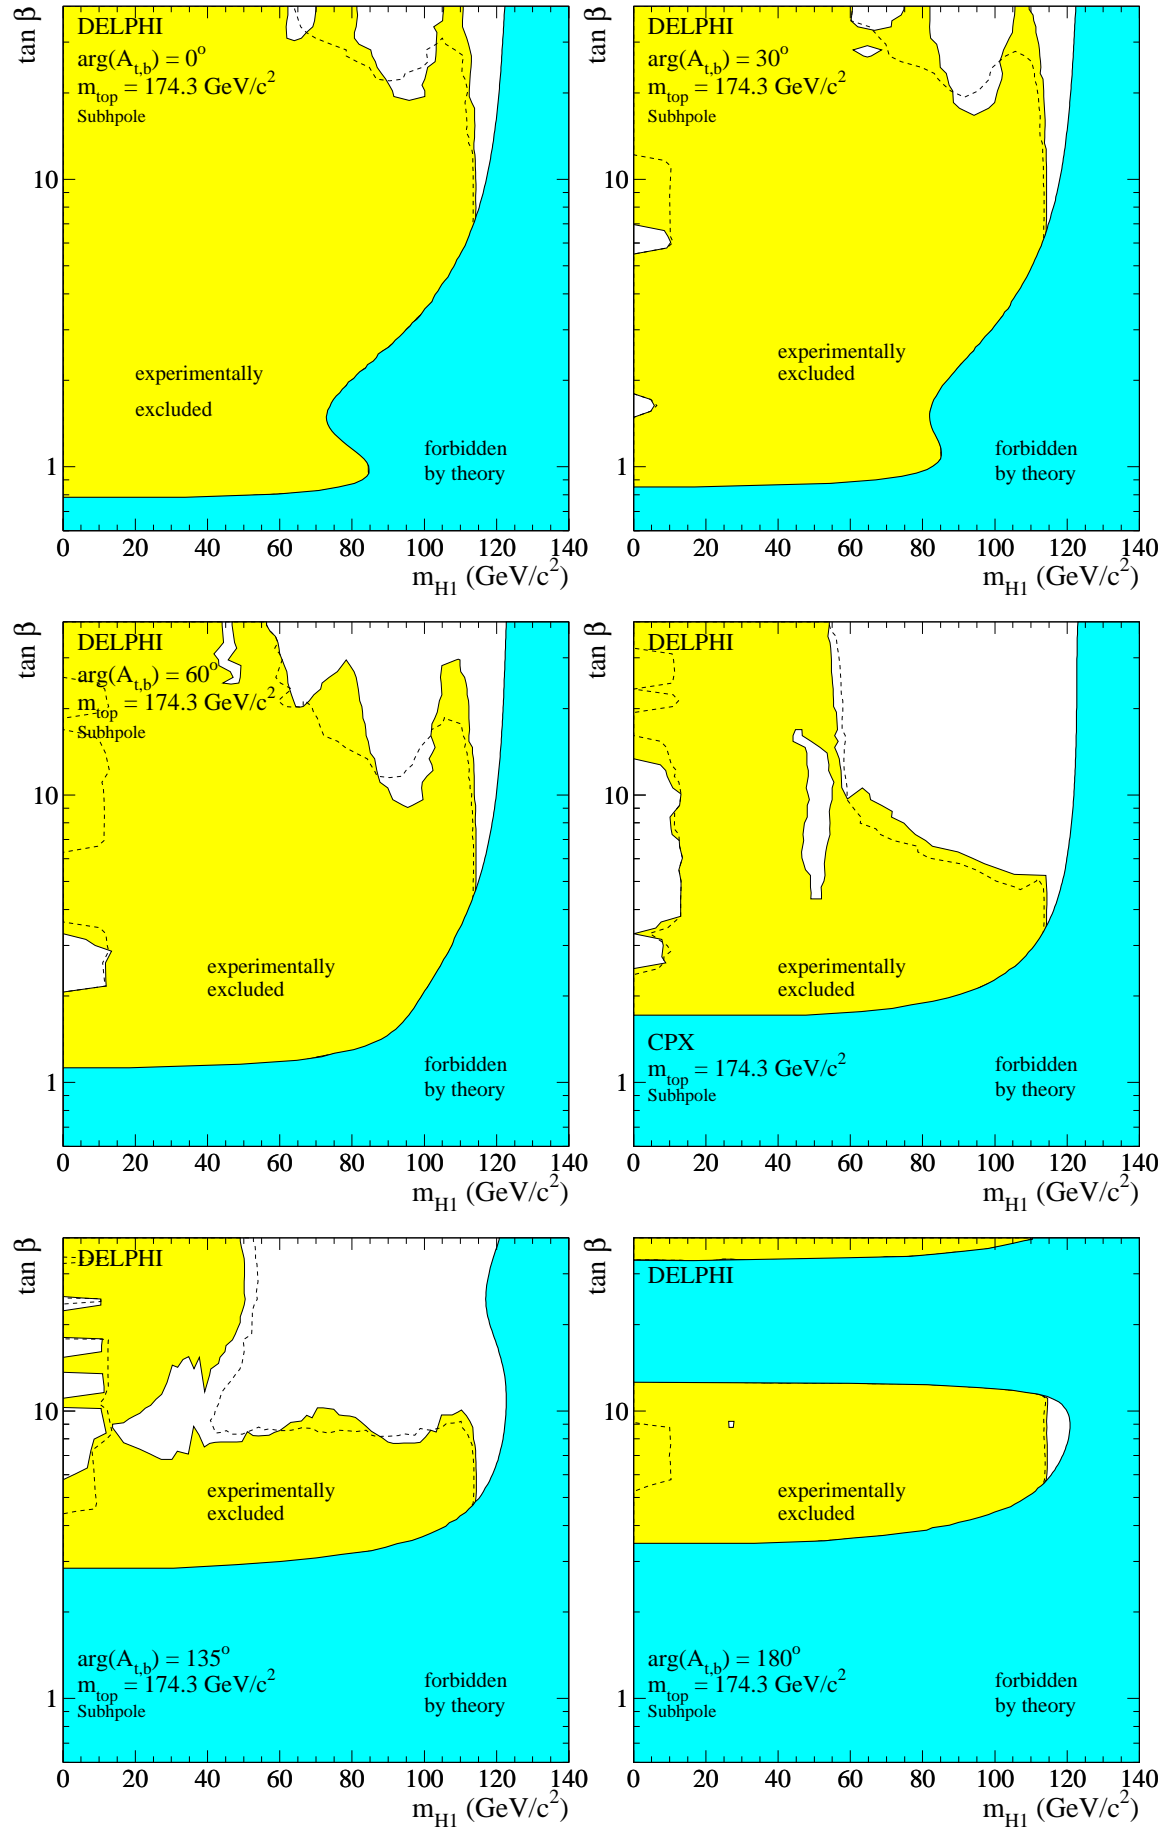 DELPHI
arg(A_t,b) = 0°
m_top = 174.3 GeV/c²
Subhpole
tan β
10
1
experimentally
excluded
forbidden
by theory
0 20 40 60 80 100 120 140
m_H1 (GeV/c²)
DELPHI
arg(A_t,b) = 30°
m_top = 174.3 GeV/c²
Subhpole
tan β
10
1
experimentally
excluded
forbidden
by theory
0 20 40 60 80 100 120 140
m_H1 (GeV/c²)
DELPHI
arg(A_t,b) = 60°
m_top = 174.3 GeV/c²
Subhpole
tan β
10
1
experimentally
excluded
forbidden
by theory
0 20 40 60 80 100 120 140
m_H1 (GeV/c²)
DELPHI
tan β
10
1
experimentally
excluded
CPX
m_top = 174.3 GeV/c²
Subhpole
forbidden
by theory
0 20 40 60 80 100 120 140
m_H1 (GeV/c²)
DELPHI
tan β
10
1
experimentally
excluded
arg(A_t,b) = 135°
m_top = 174.3 GeV/c²
Subhpole
forbidden
by theory
0 20 40 60 80 100 120 140
m_H1 (GeV/c²)
DELPHI
tan β
10
1
experimentally
excluded
arg(A_t,b) = 180°
m_top = 174.3 GeV/c²
Subhpole
forbidden
by theory
0 20 40 60 80 100 120 140
m_H1 (GeV/c²)